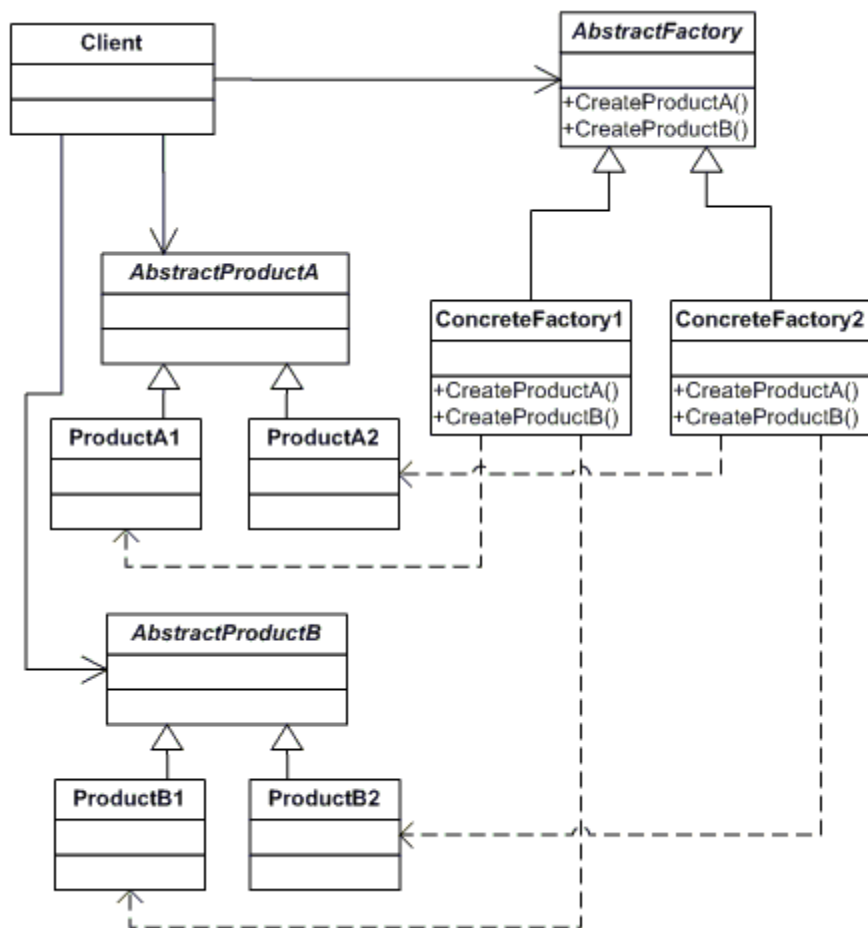 Client
AbstractFactory
+CreateProductA()
+CreateProductB()
AbstractProductA
ConcreteFactory1
+CreateProductA()
+CreateProductB()
ConcreteFactory2
+CreateProductA()
+CreateProductB()
ProductA1
ProductA2
AbstractProductB
ProductB1
ProductB2